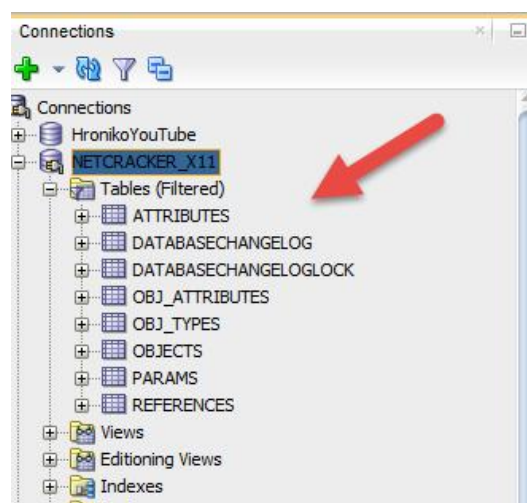 Connections
Connections
HronikoYouTube
NETCRACKER_X11
Tables (Filtered)
ATTRIBUTES
DATABASECHANGELOG
DATABASECHANGELOGLOCK
OBJ_ATTRIBUTES
OBJ_TYPES
OBJECTS
PARAMS
REFERENCES
Views
Editioning Views
Indexes